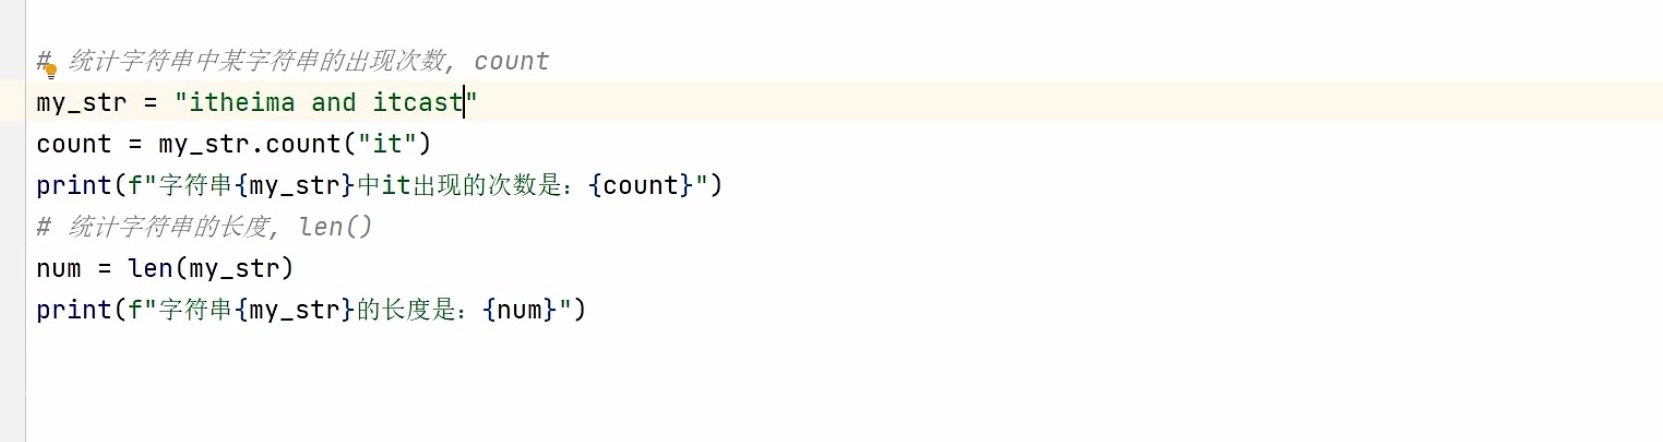 # 统计字符串中某字符串的出现次数, count
my_str = "itheima and itcast"
count = my_str.count("it")
print(f"字符串{my_str}中it出现的次数是：{count}")
# 统计字符串的长度, len()
num = len(my_str)
print(f"字符串{my_str}的长度是：{num}")